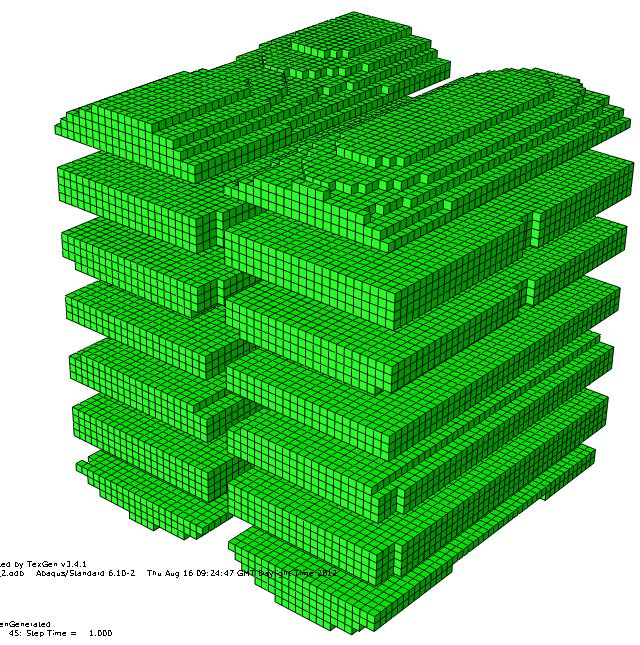 ed by TexGen v3.4.1
_2.odb Abaqus/Standard 6.10-2 Thu Aug 16 09:24:47 GMT Daylight Time 2012
enGenerated
45: Step Time = 1.000